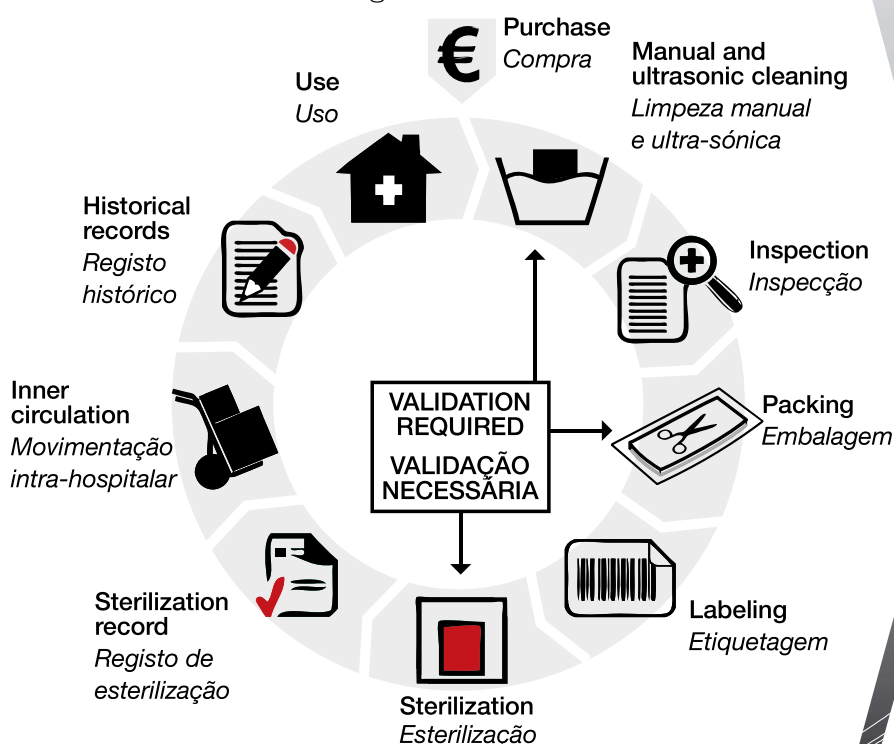 Purchase
Compra
Manual and
ultrasonic cleaning
Limpeza manual
e ultra-sónica
Inspection
Inspecção
Packing
Embalagem
Labeling
Etiquetagem
Sterilization
Esterilização
Sterilization
record
Registo de
esterilização
Inner
circulation
Movimentação
intra-hospitalar
Historical
records
Registo
histórico
Use
Uso
€
VALIDATION
REQUIRED
VALIDAÇÃO
NECESSÁRIA